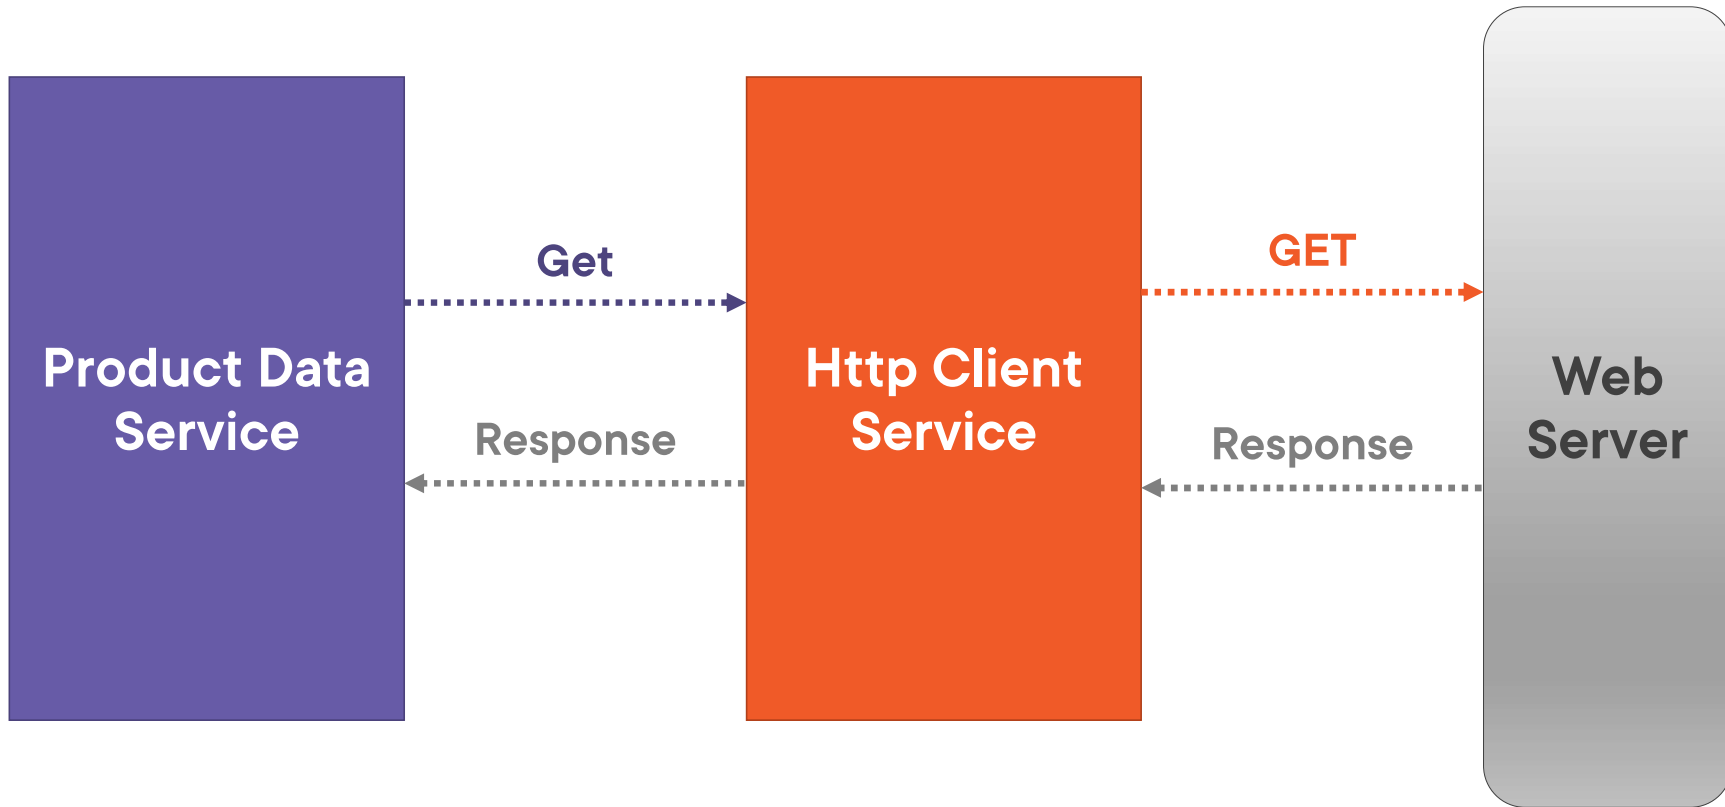 Product Data
Service
Get
Response
Http Client
Service
GET
Response
Web
Server